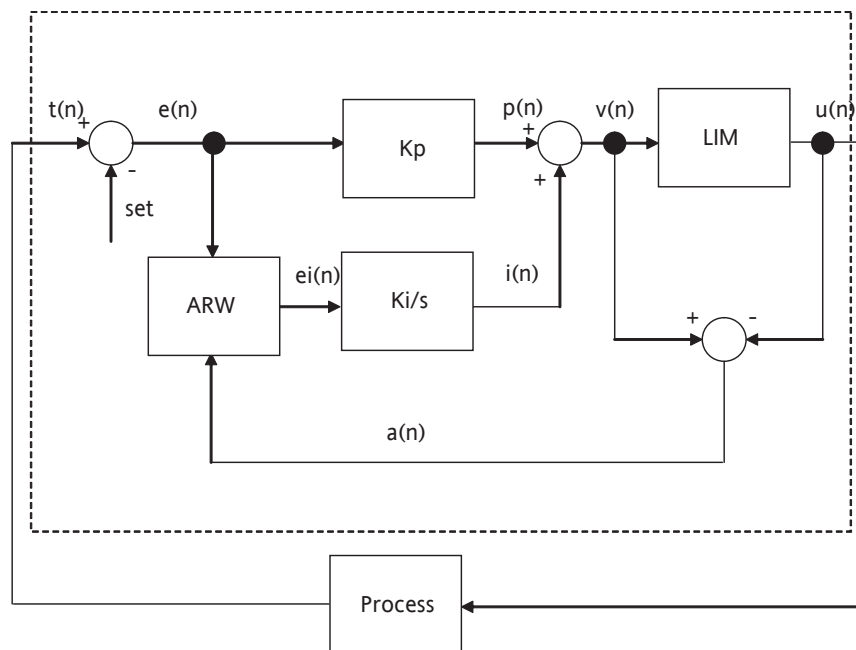 t(n)
+
e(n)
-
set
Kp
p(n)
+
+
v(n)
LIM
u(n)
ARW
ei(n)
Ki/s
i(n)
+
-
a(n)
Process